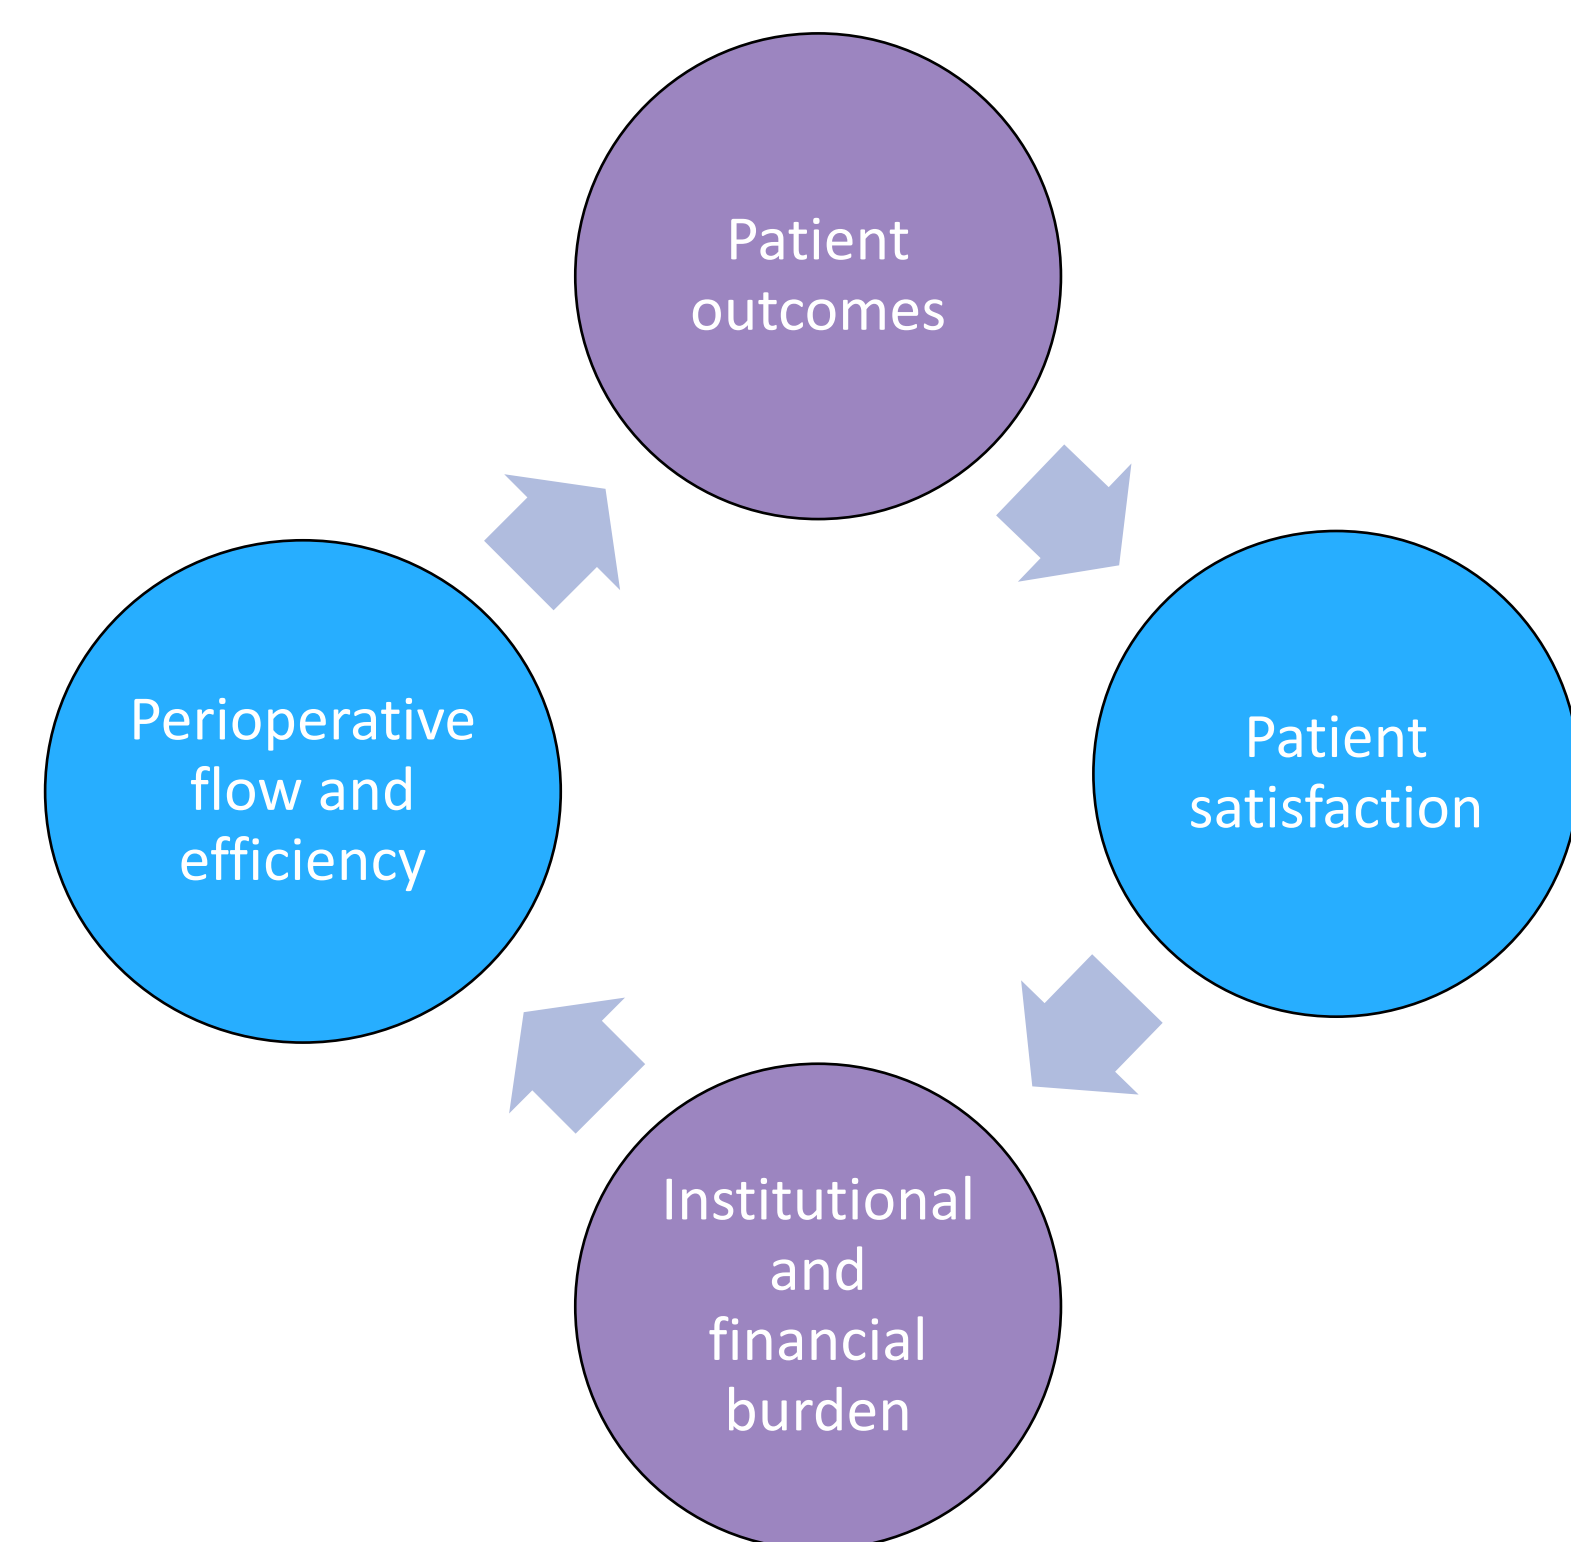 Patient
outcomes
Patient
satisfaction
Institutional
and
financial
burden
Perioperative
flow and
efficiency